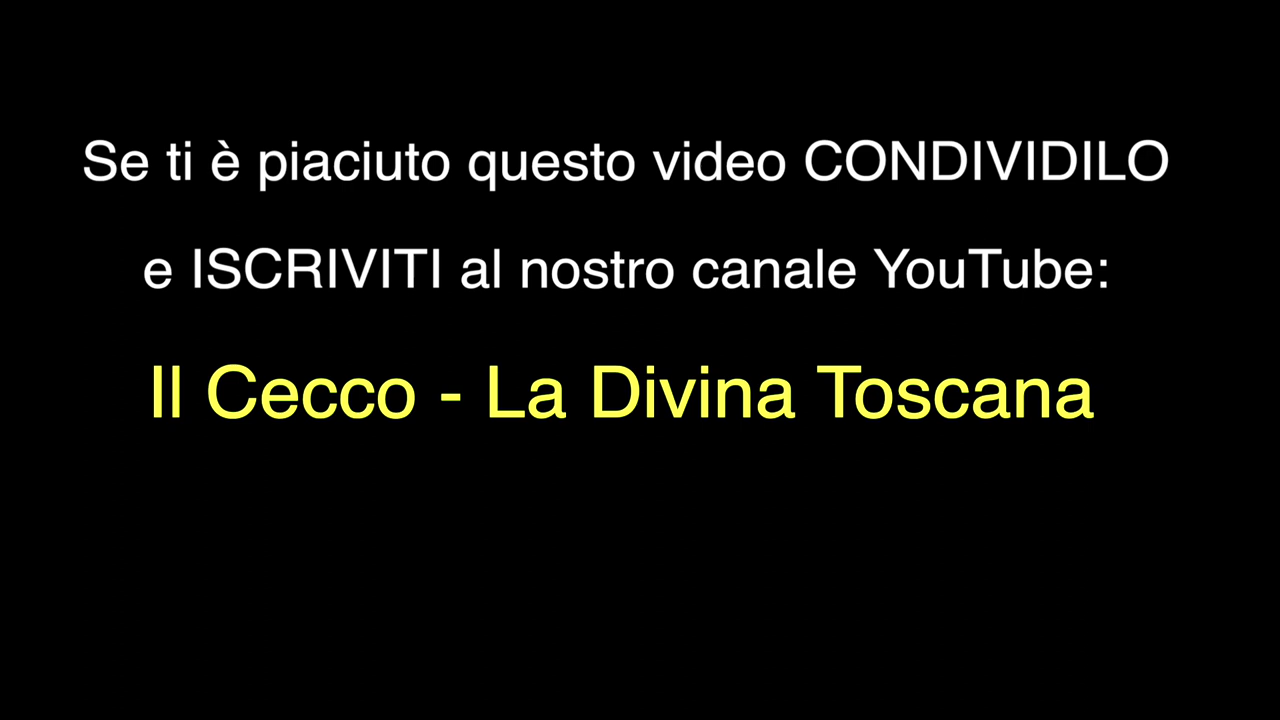 Se ti è piaciuto questo video CONDIVIDILO
e ISCRIVITI al nostro canale YouTube:
Il Cecco - La Divina Toscana